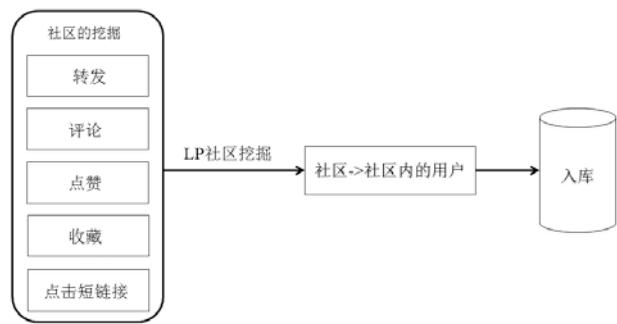 社区的挖掘
转发
评论
点赞
收藏
点击短链接
LP社区挖掘
社区->社区内的用户
入库